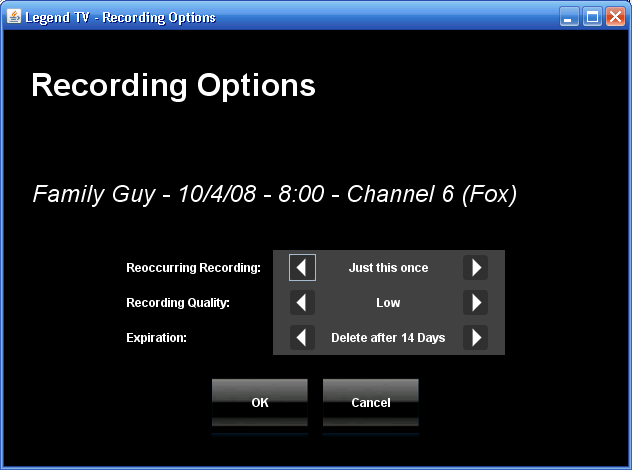 Legend TV - Recording Options
Recording Options
Family Guy - 10/4/08 - 8:00 - Channel 6 (Fox)
Reoccurring Recording: Just this once
Recording Quality: Low
Expiration: Delete after 14 Days
OK Cancel